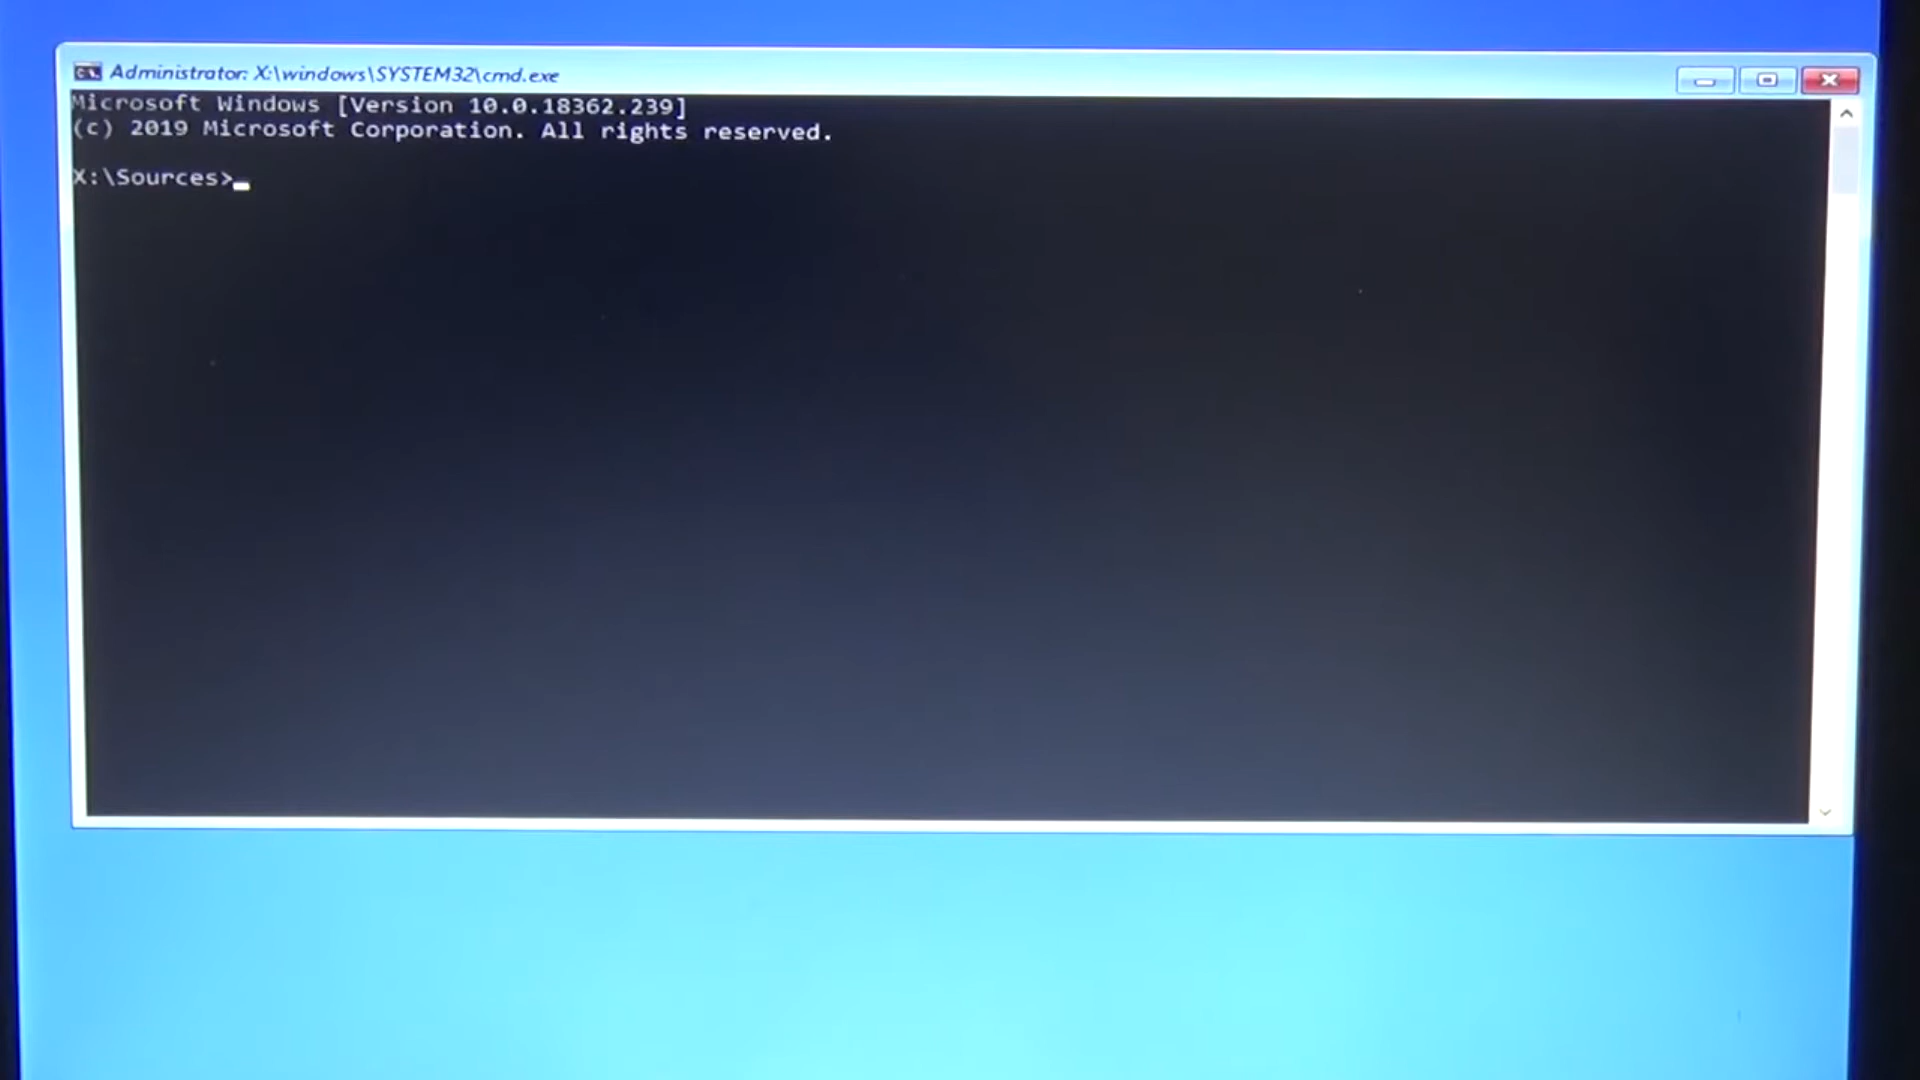 Administrator: X:\windows\SYSTEM32\cmd.exe
Microsoft Windows [Version 10.0.18362.239]
(c) 2019 Microsoft Corporation. All rights reserved.
X:\Sources>